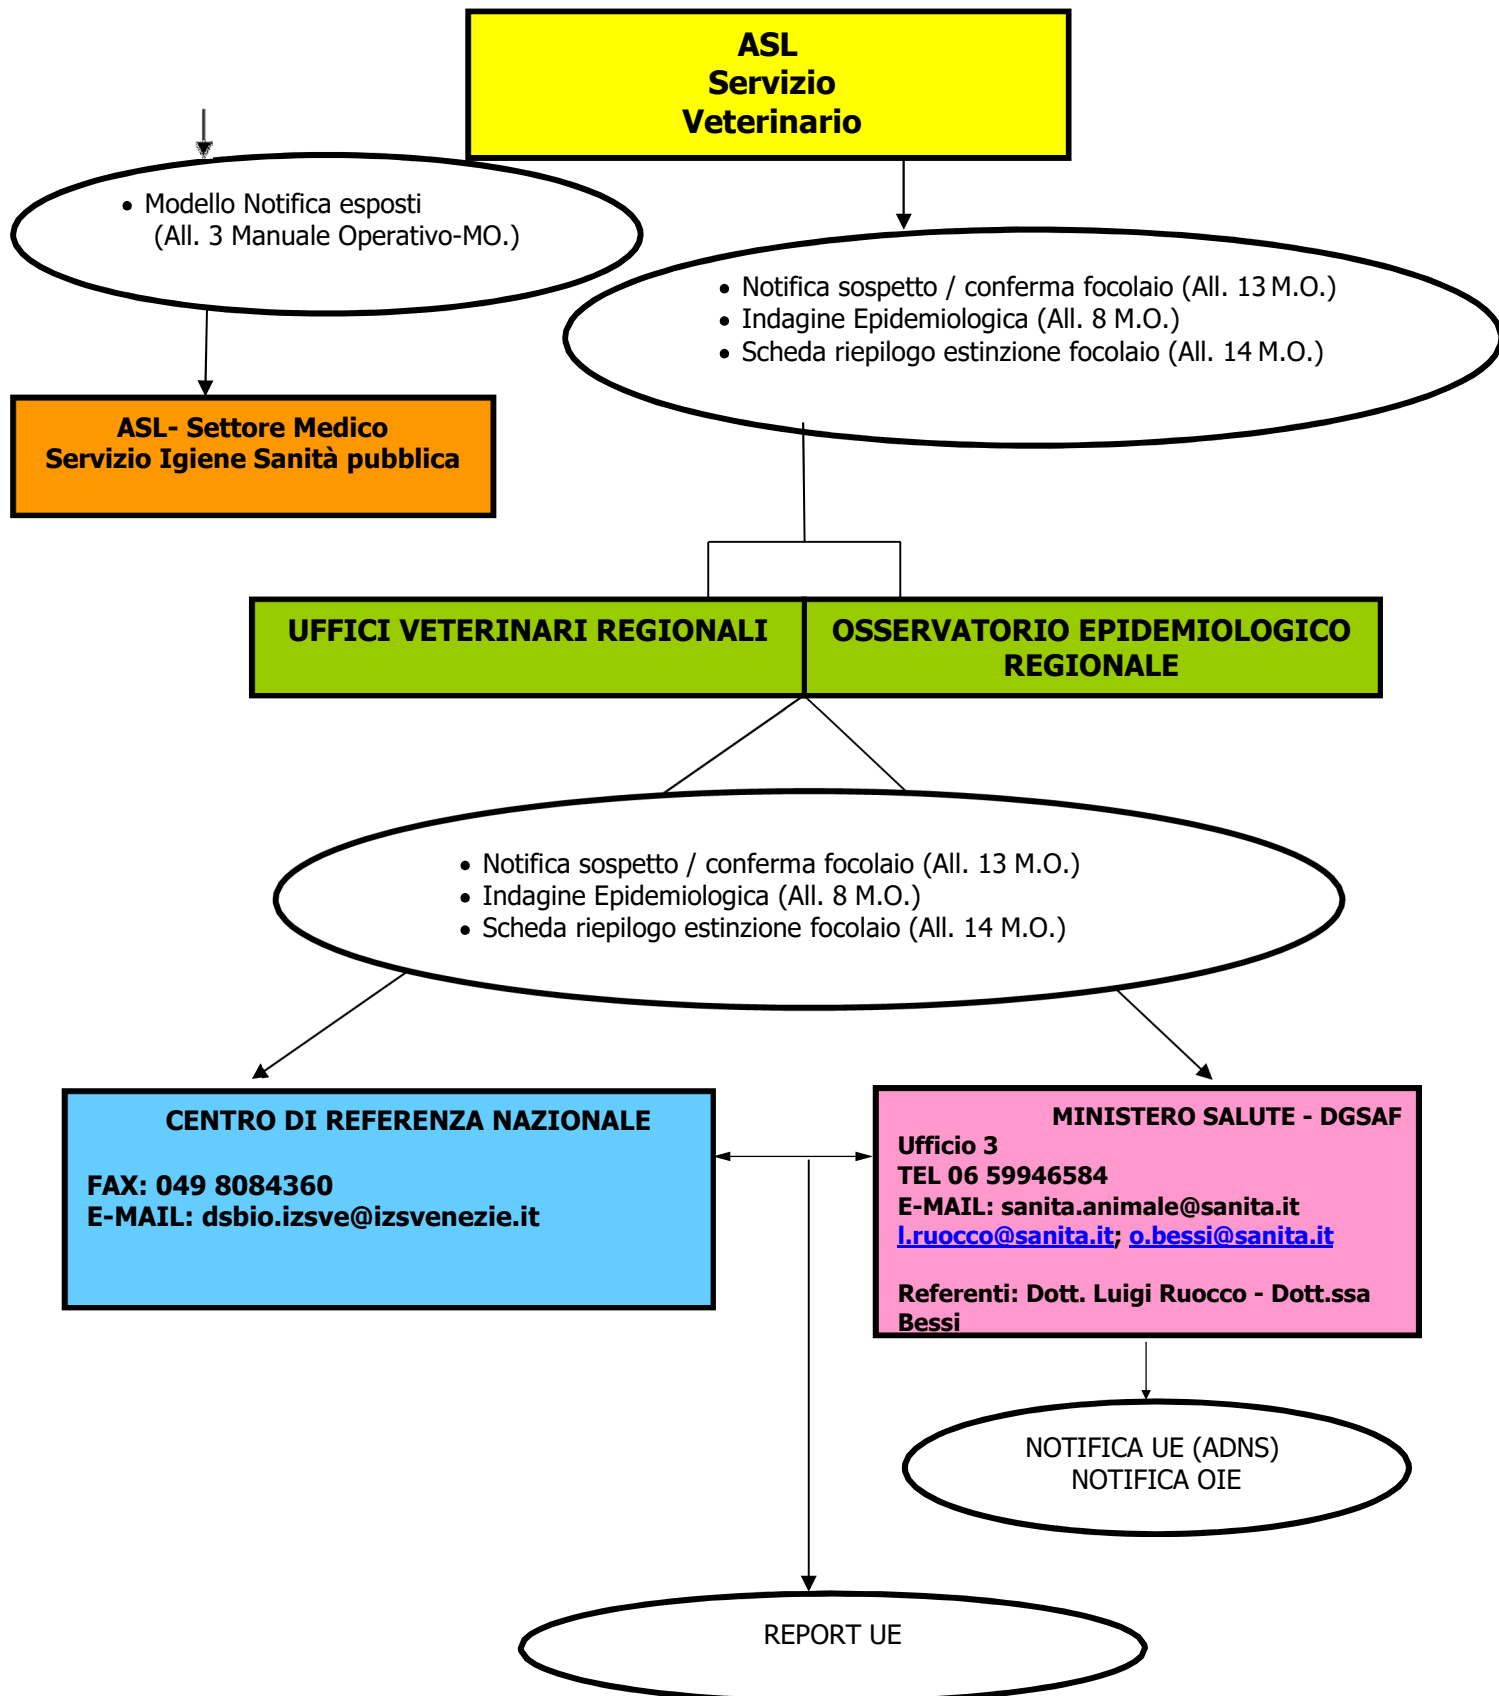 ASL
Servizio
Veterinario
• Modello Notifica esposti
(All. 3 Manuale Operativo-MO.)
• Notifica sospetto / conferma focolaio (All. 13 M.O.)
• Indagine Epidemiologica (All. 8 M.O.)
• Scheda riepilogo estinzione focolaio (All. 14 M.O.)
ASL- Settore Medico
Servizio Igiene Sanità pubblica
UFFICI VETERINARI REGIONALI
OSSERVATORIO EPIDEMIOLOGICO
REGIONALE
• Notifica sospetto / conferma focolaio (All. 13 M.O.)
• Indagine Epidemiologica (All. 8 M.O.)
• Scheda riepilogo estinzione focolaio (All. 14 M.O.)
CENTRO DI REFERENZA NAZIONALE
FAX: 049 8084360
E-MAIL: dsbio.izsve@izsvenezie.it
MINISTERO SALUTE - DGSAF
Ufficio 3
TEL 06 59946584
E-MAIL: sanita.animale@sanita.it
l.ruocco@sanita.it; o.bessi@sanita.it
Referenti: Dott. Luigi Ruocco - Dott.ssa
Bessi
NOTIFICA UE (ADNS)
NOTIFICA OIE
REPORT UE